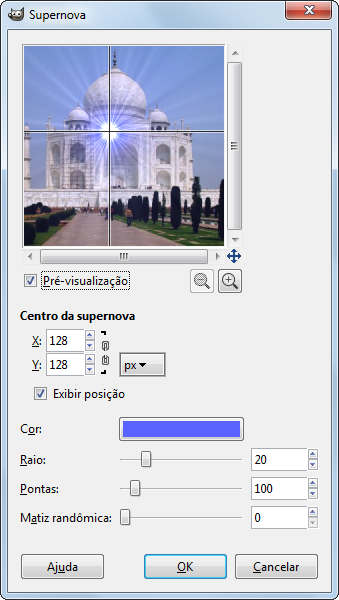 Supernova
Pré-visualização
Centro da supernova
X: 128
Y: 128 px
Exibir posição
Cor:
Raio: 20
Pontas: 100
Matiz randômica: 0
Ajuda OK Cancelar